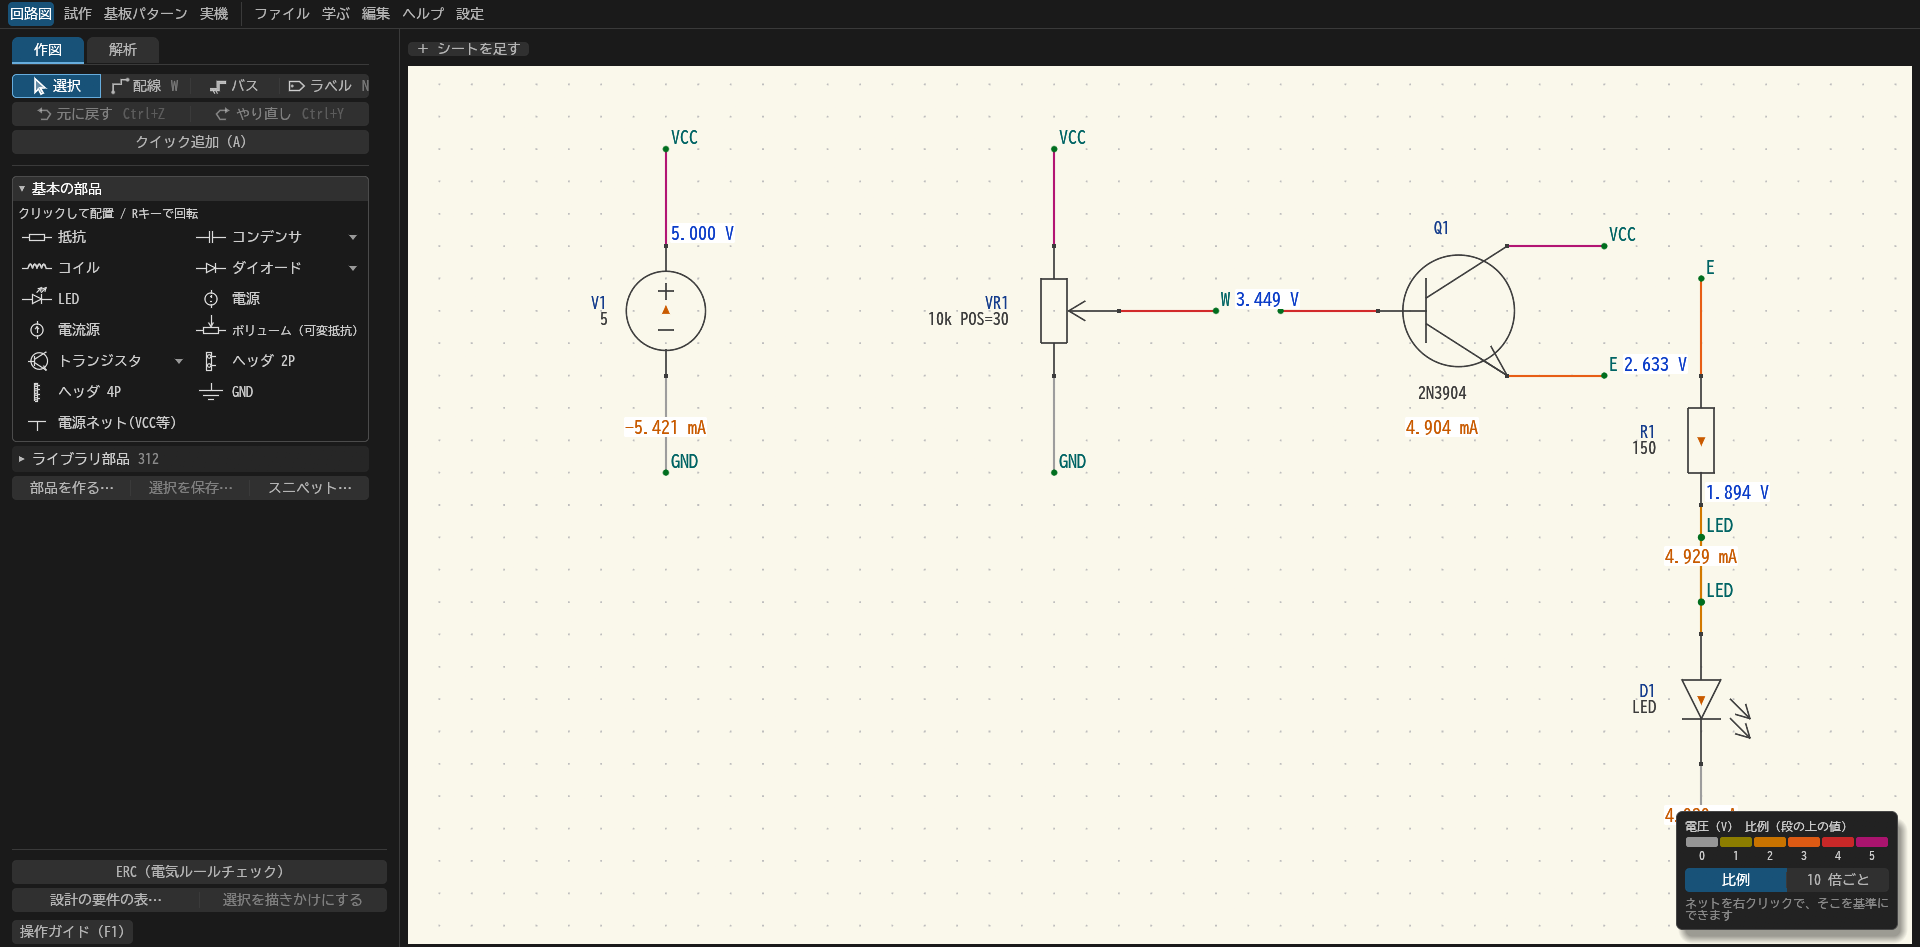 回路図 試作 基板パターン 実機 ファイル 学ぶ 編集 ヘルプ 設定
作図 解析
＋ シートを足す
選択 配線 W バス ラベル N
元に戻す Ctrl+Z やり直し Ctrl+Y
クイック追加 (A)
▾ 基本の部品
クリックして配置 / Rキーで回転
抵抗 コンデンサ
コイル ダイオード
LED 電源
電流源 ボリューム (可変抵抗)
トランジスタ ヘッダ 2P
ヘッダ 4P GND
電源ネット(VCC等)
▸ ライブラリ部品 312
部品を作る… 選択を保存… スニペット…
ERC (電気ルールチェック)
設計の要件の表… 選択を描きかけにする
操作ガイド (F1)
VCC
5.000 V
V1
5
-5.421 mA
GND
VCC
VR1
10k POS=30
GND
W 3.449 V
Q1
VCC
2N3904
4.904 mA
E 2.633 V
E
R1
150
1.894 V
LED
4.929 mA
LED
D1
LED
電圧 (V) 比例 (段の上の値)
0 1 2 3 4 5
比例 10 倍ごと
ネットを右クリックで、そこを基準に
できます